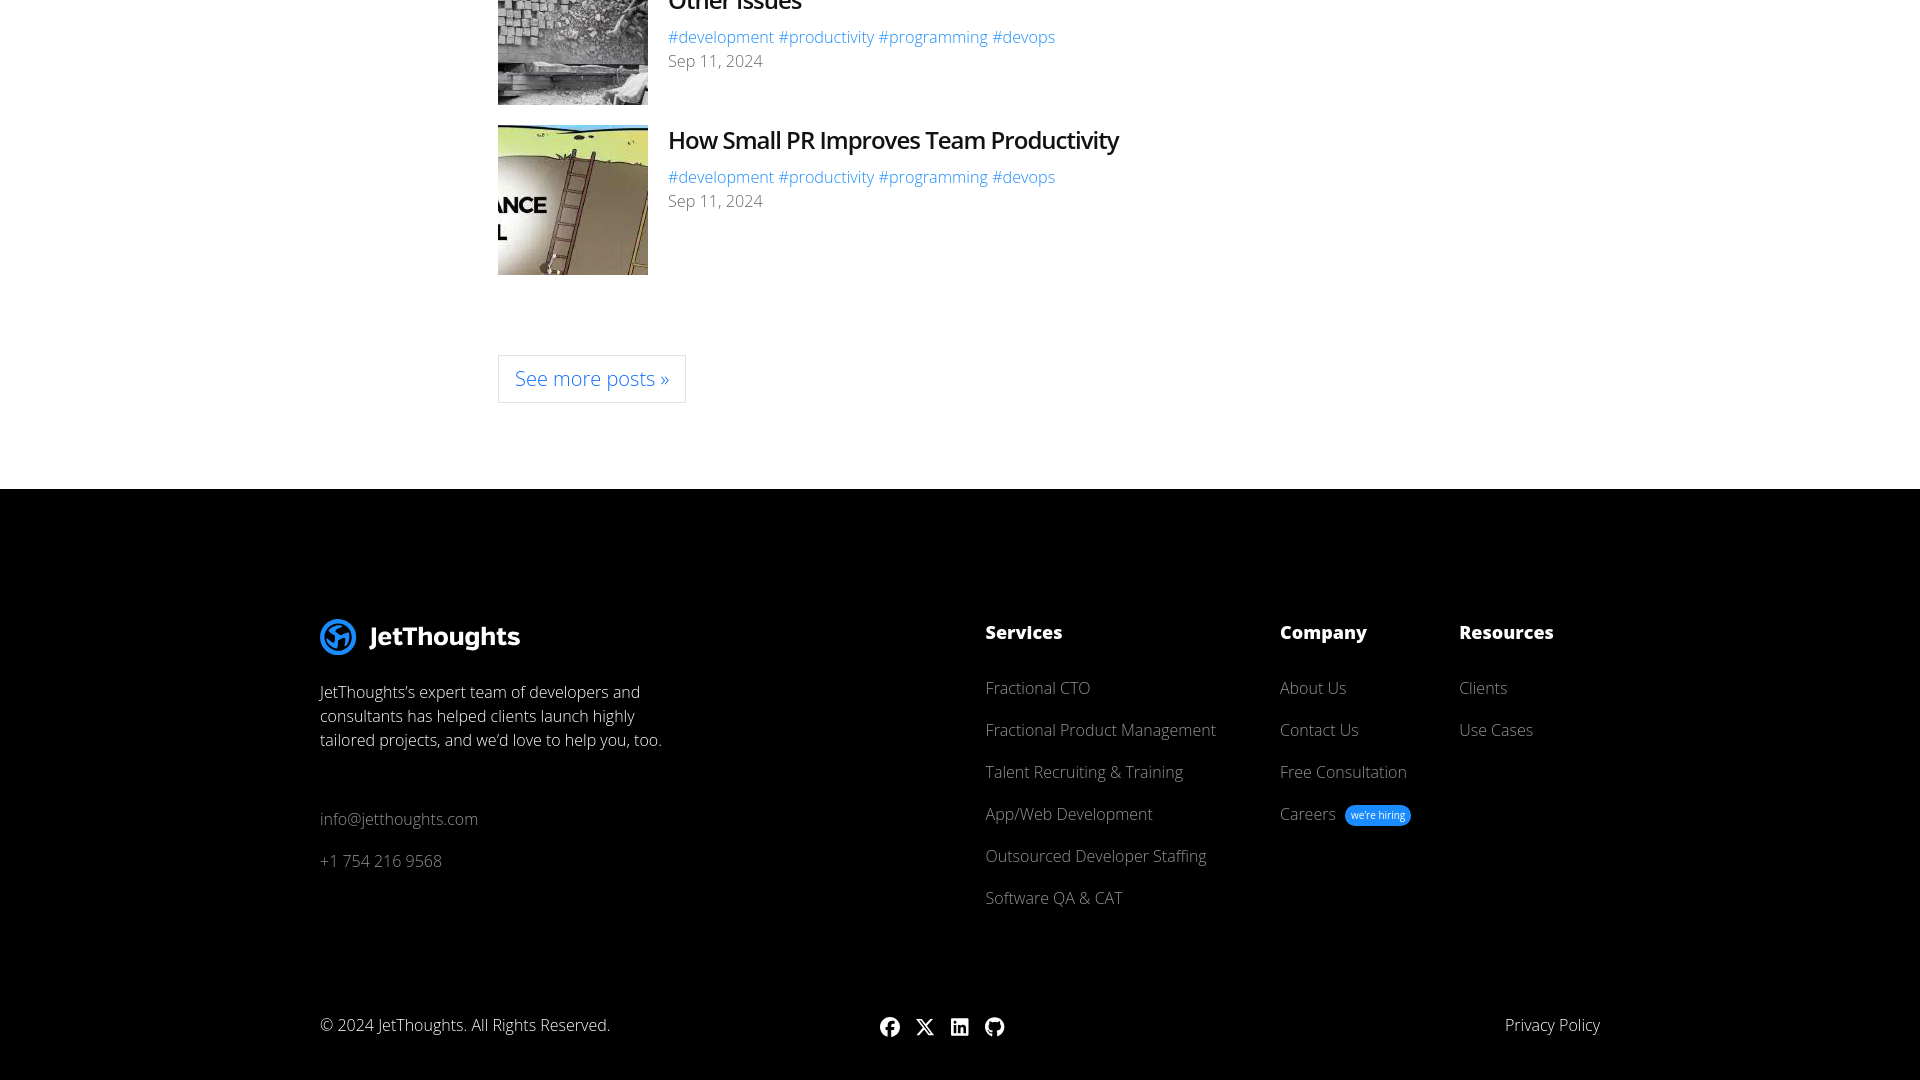 Other Issues
#development #productivity #programming #devops
Sep 11, 2024
How Small PR Improves Team Productivity
#development #productivity #programming #devops
Sep 11, 2024
See more posts »
JetThoughts
JetThoughts’s expert team of developers and
consultants has helped clients launch highly
tailored projects, and we’d love to help you, too.
info@jetthoughts.com
+1 754 216 9568
Services
Fractional CTO
Fractional Product Management
Talent Recruiting & Training
App/Web Development
Outsourced Developer Staffing
Software QA & CAT
Company
About Us
Contact Us
Free Consultation
Careers we’re hiring
Resources
Clients
Use Cases
© 2024 JetThoughts. All Rights Reserved.
Privacy Policy